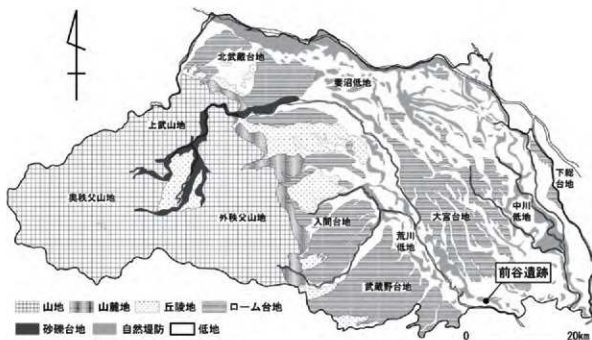 北武蔵台地
妻沼低地
上武山地
下総台地
奥秩父山地
外秩父山地
入間台地
荒川低地
大宮台地
中川低地
武蔵野台地
前谷遺跡
山地 山麓地 丘陵地 ローム台地
砂礫台地 自然堤防 低地
0 20km